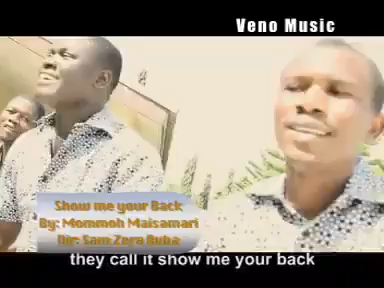 Veno Music
Show me your Back
By: Mommoh Maisamari
Dir: Sam Zera Buba
they call it show me your back